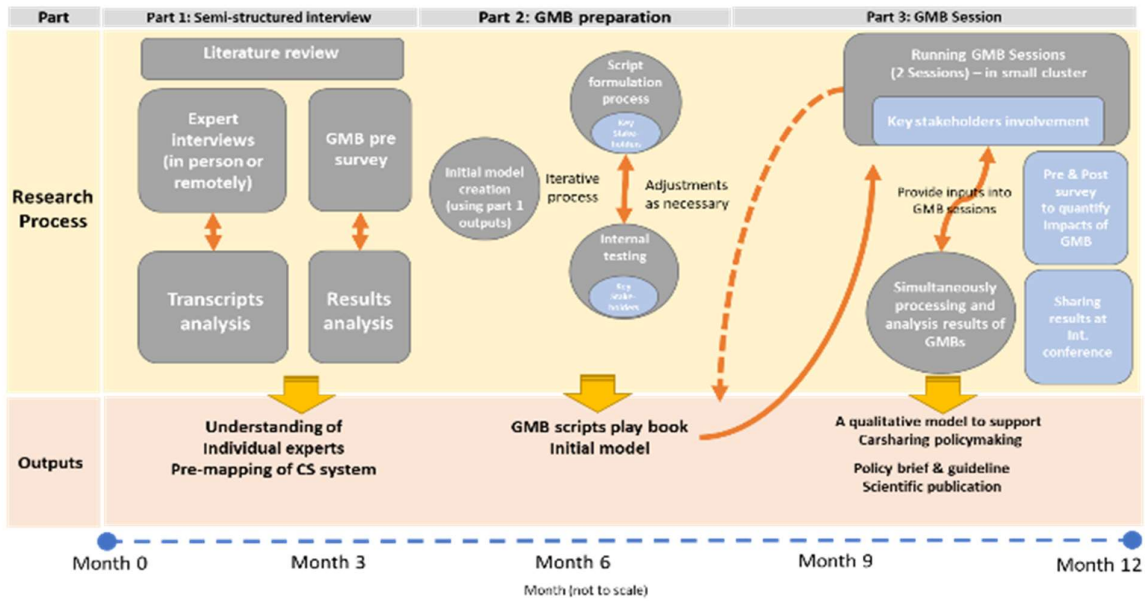 Part
Part 1: Semi-structured interview
Part 2: GMB preparation
Part 3: GMB Session
Research
Process
Literature review
Expert
interviews
(in person or
remotely)
GMB pre
survey
Transcripts
analysis
Results
analysis
Initial model
creation
(using part 1
outputs)
Script
formulation
process
Key
Stake-
holders
Iterative
process
Adjustments
as necessary
Internal
testing
Key
Stake-
holders
Running GMB Sessions
(2 Sessions) – in small cluster
Key stakeholders involvement
Provide inputs into
GMB sessions
Pre & Post
survey
to quantify
Impacts of
GMB
Simultaneously
processing and
analysis results of
GMBs
Sharing
results at
Int.
conference
Outputs
Understanding of
Individual experts
Pre-mapping of CS system
GMB scripts play book
Initial model
A qualitative model to support
Carsharing policymaking
Policy brief & guideline
Scientific publication
Month 0
Month 3
Month 6
Month 9
Month 12
Month (not to scale)